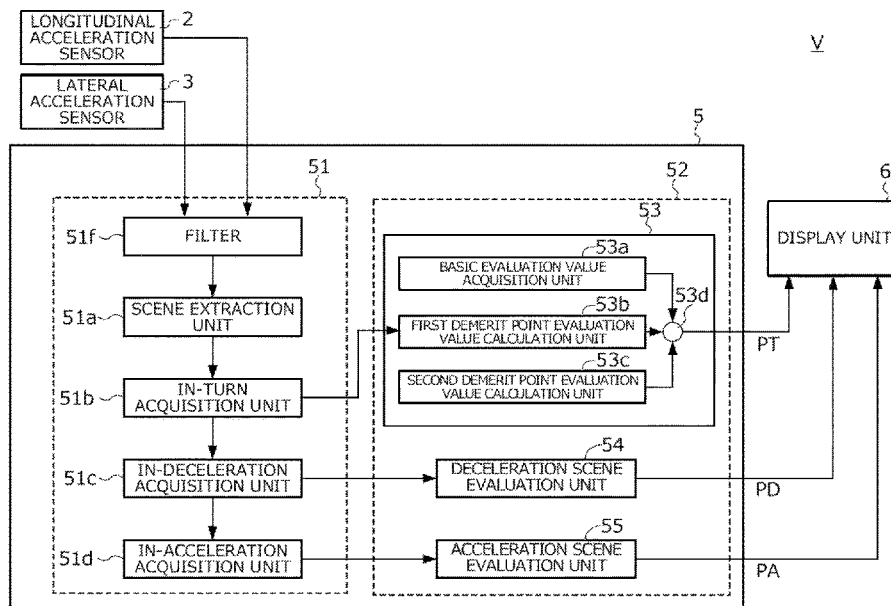 LONGITUDINAL
ACCELERATION
SENSOR
2
V
LATERAL
ACCELERATION
SENSOR
3
5
51
52
6
51f
FILTER
53
DISPLAY UNIT
53a
BASIC EVALUATION VALUE
ACQUISITION UNIT
51a
SCENE EXTRACTION
UNIT
53b
53d
FIRST DEMERIT POINT EVALUATION
VALUE CALCULATION UNIT
PT
53c
51b
IN-TURN
ACQUISITION UNIT
SECOND DEMERIT POINT EVALUATION
VALUE CALCULATION UNIT
54
51c
IN-DECELERATION
ACQUISITION UNIT
DECELERATION SCENE
EVALUATION UNIT
PD
55
51d
IN-ACCELERATION
ACQUISITION UNIT
ACCELERATION SCENE
EVALUATION UNIT
PA